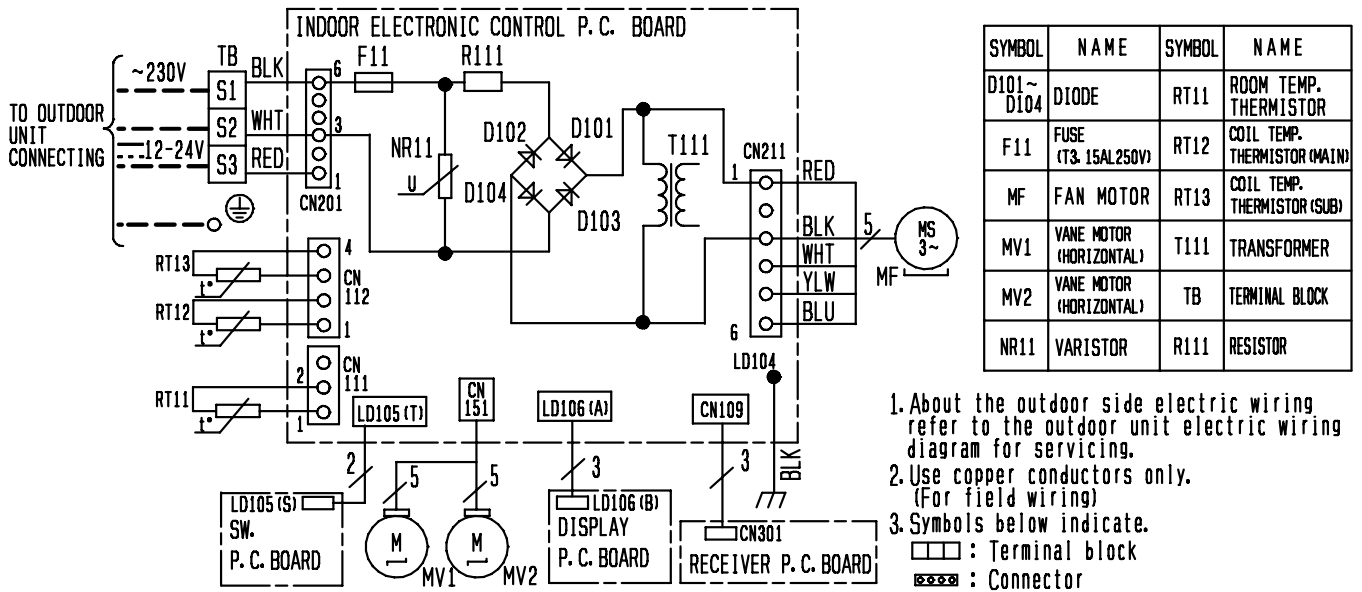 INDOOR ELECTRONIC CONTROL P.C. BOARD
TO OUTDOOR
UNIT
CONNECTING
~230V
12-24V
TB
S1
S2
S3
BLK
WHT
RED
6
3
1
CN201
F11
R111
NR11
U
D102
D101
D104
D103
T111
CN211
1
6
RED
BLK
WHT
YLW
BLU
5
MS
3~
MF
RT13
t°
RT12
t°
4
CN
112
1
RT11
t°
2
CN
111
1
LD105(T)
CN
151
LD106(A)
CN109
LD104
BLK
2
5
5
3
3
LD105(S)
SW.
P.C.BOARD
M
MV1
M
MV2
LD106(B)
DISPLAY
P.C.BOARD
CN301
RECEIVER P.C.BOARD
SYMBOL NAME SYMBOL NAME
D101~
D104 DIODE RT11 ROOM TEMP.
THERMISTOR
F11 FUSE
(T3.15AL250V) RT12 COIL TEMP.
THERMISTOR(MAIN)
MF FAN MOTOR RT13 COIL TEMP.
THERMISTOR(SUB)
MV1 VANE MOTOR
(HORIZONTAL) T111 TRANSFORMER
MV2 VANE MOTOR
(HORIZONTAL) TB TERMINAL BLOCK
NR11 VARISTOR R111 RESISTOR
1. About the outdoor side electric wiring
refer to the outdoor unit electric wiring
diagram for servicing.
2. Use copper conductors only.
(For field wiring)
3. Symbols below indicate.
: Terminal block
: Connector